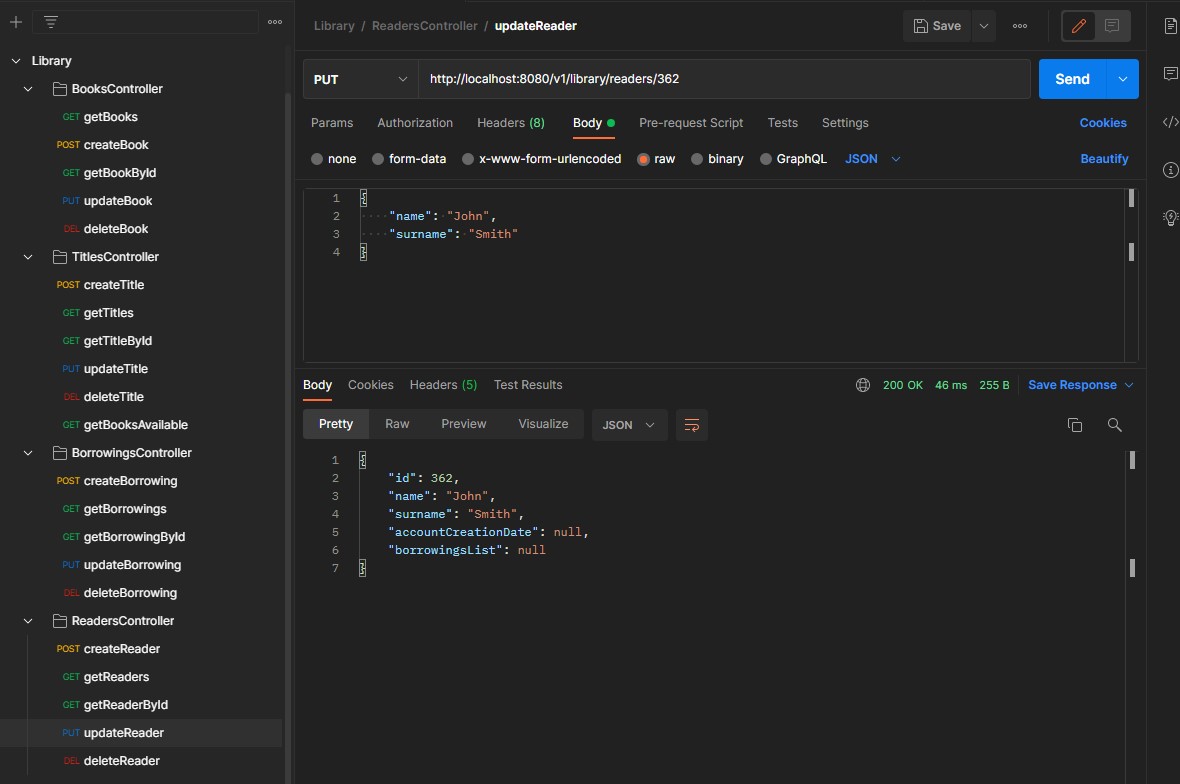 Library
BooksController
GET getBooks
POST createBook
GET getBookById
PUT updateBook
DEL deleteBook
TitlesController
POST createTitle
GET getTitles
GET getTitleById
PUT updateTitle
DEL deleteTitle
GET getBooksAvailable
BorrowingsController
POST createBorrowing
GET getBorrowings
GET getBorrowingById
PUT updateBorrowing
DEL deleteBorrowing
ReadersController
POST createReader
GET getReaders
GET getReaderById
PUT updateReader
DEL deleteReader
Library / ReadersController / updateReader
Save
PUT http://localhost:8080/v1/library/readers/362 Send
Params Authorization Headers (8) Body Pre-request Script Tests Settings Cookies
none form-data x-www-form-urlencoded raw binary GraphQL JSON Beautify
1 {
2 ····"name":·"John",
3 ····"surname":·"Smith"
4 }
Body Cookies Headers (5) Test Results 200 OK 46 ms 255 B Save Response
Pretty Raw Preview Visualize JSON
1 {
2 "id": 362,
3 "name": "John",
4 "surname": "Smith",
5 "accountCreationDate": null,
6 "borrowingsList": null
7 }